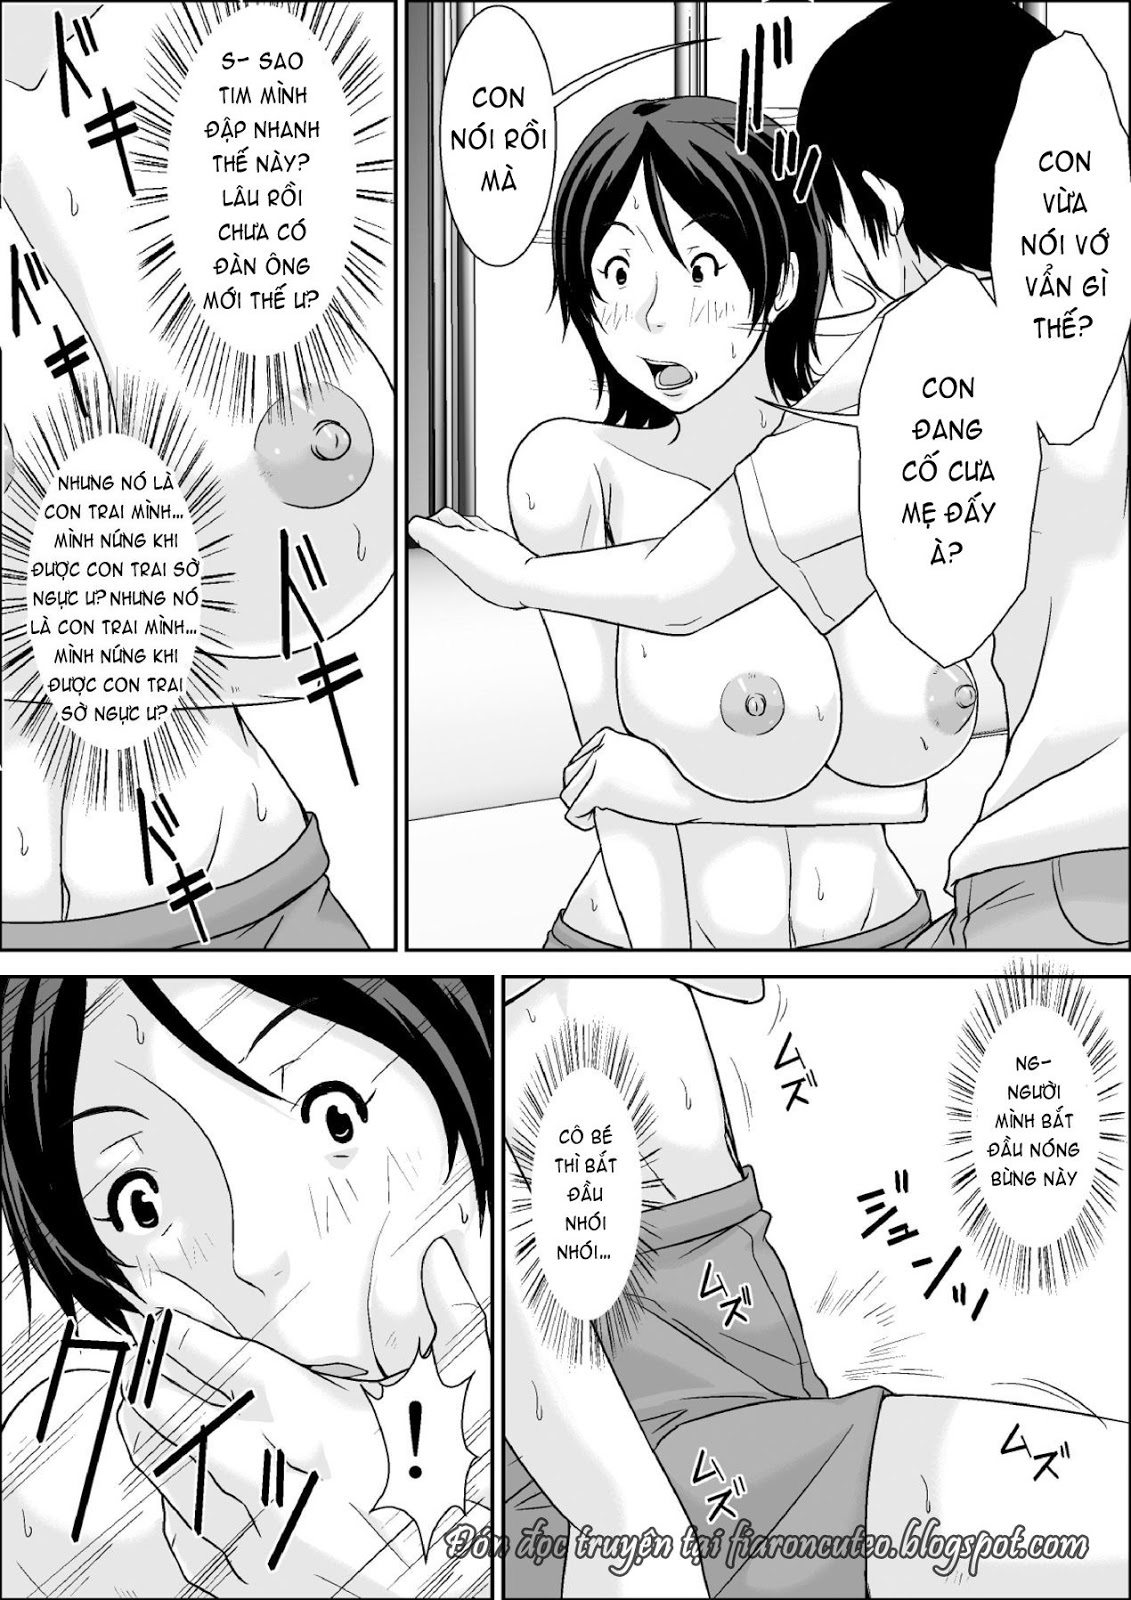 CON
VỪA
NÓI VỚ
VẨN GÌ
THẾ?
CON
ĐANG
CỐ CƯA
MẸ ĐẤY
À?
CON
NÓI RỒI
MÀ
S- SAO
TIM MÌNH
ĐẬP NHANH
THẾ NÀY?
LÂU RỒI
CHƯA CÓ
ĐÀN ÔNG
MỚI THẾ Ư?
NHƯNG NÓ LÀ
CON TRAI MÌNH...
MÌNH NỨNG KHI
ĐƯỢC CON TRAI SỜ
NGỰC Ư? NHƯNG NÓ
LÀ CON TRAI MÌNH...
MÌNH NỨNG KHI
ĐƯỢC CON TRAI
SỜ NGỰC Ư?
ドキ
ドキ
ドキ
ドキ
NG-
NGƯỜI
MÌNH BẮT
ĐẦU NÓNG
BỪNG NÀY
CÔ BÉ
THÌ BẮT
ĐẦU
NHÓI
NHÓI...
ムズ
ジュンッ
ムズ
ムズ
ムズ
グイッ
!
Đón đọc truyện tại fiaroncuteo.blogspot.com